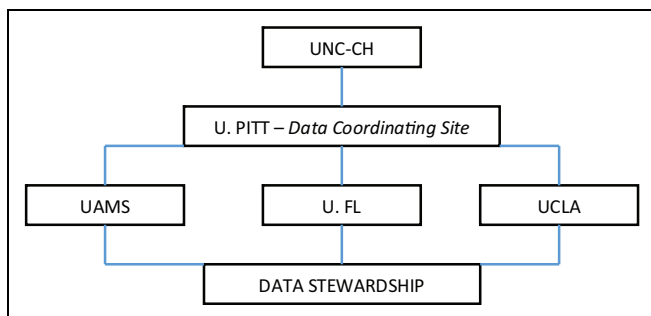 UNC-CH
U. PITT – Data Coordinating Site
UAMS
U. FL
UCLA
DATA STEWARDSHIP